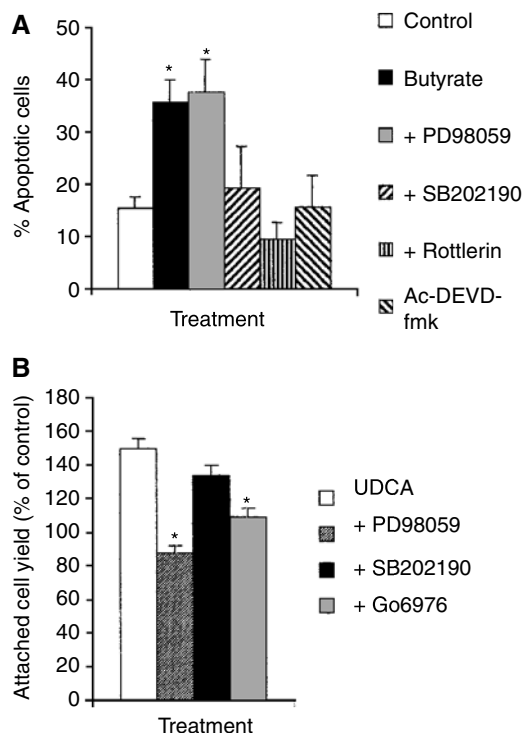 A
% Apoptotic cells
50
40
30
20
10
0
*
*
Treatment
Control
Butyrate
+ PD98059
+ SB202190
+ Rottlerin
Ac-DEVD-
fmk
B
Attached cell yield (% of control)
180
160
140
120
100
80
60
40
20
0
*
*
Treatment
UDCA
+ PD98059
+ SB202190
+ Go6976